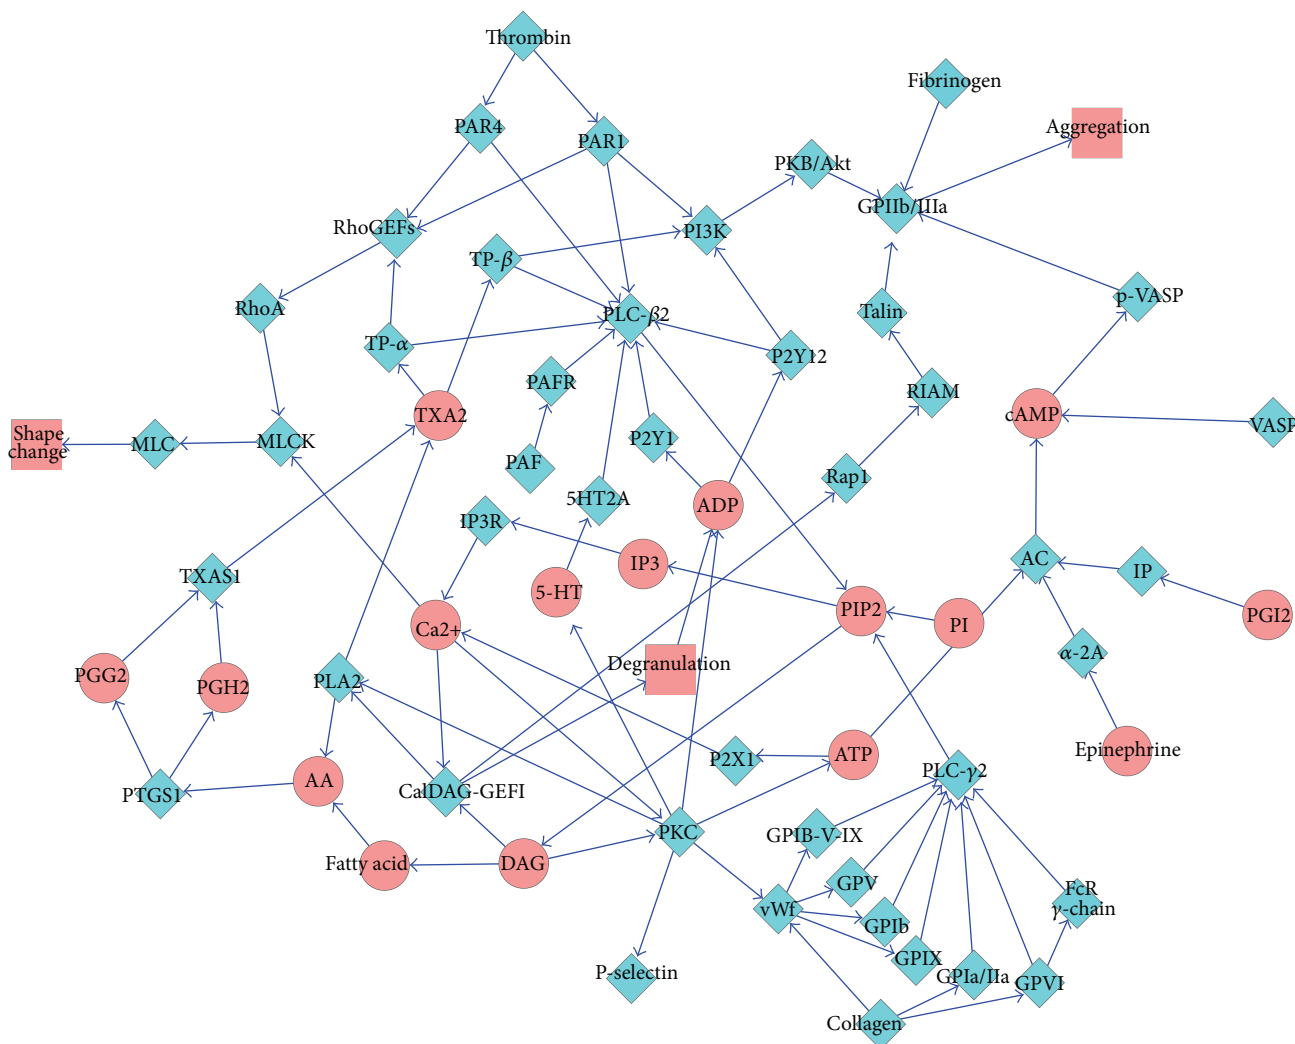 Thrombin
Fibrinogen
PAR4
Aggregation
PAR1
PKB/Akt
GPIIb/IIIa
RhoGEFs
PI3K
TP-β
p-VASP
RhoA
Talin
PLC-β2
TP-α
P2Y12
PAFR
RIAM
TXA2
cAMP
VASP
Shape
change
MLC
MLCK
P2Y1
PAF
Rap1
5HT2A
ADP
IP3R
IP3
AC
IP
TXAS1
5-HT
PIP2
PI
PGI2
Ca2+
α-2A
Degranulation
PGG2
PGH2
PLA2
Epinephrine
P2X1
ATP
PLC-γ2
AA
PTGS1
CalDAG-GEFI
PKC
GPIB-V-IX
Fatty acid
DAG
GPV
FcR
γ-chain
vWf
GPIb
GPIX
P-selectin
GPIa/IIa
GPVI
Collagen